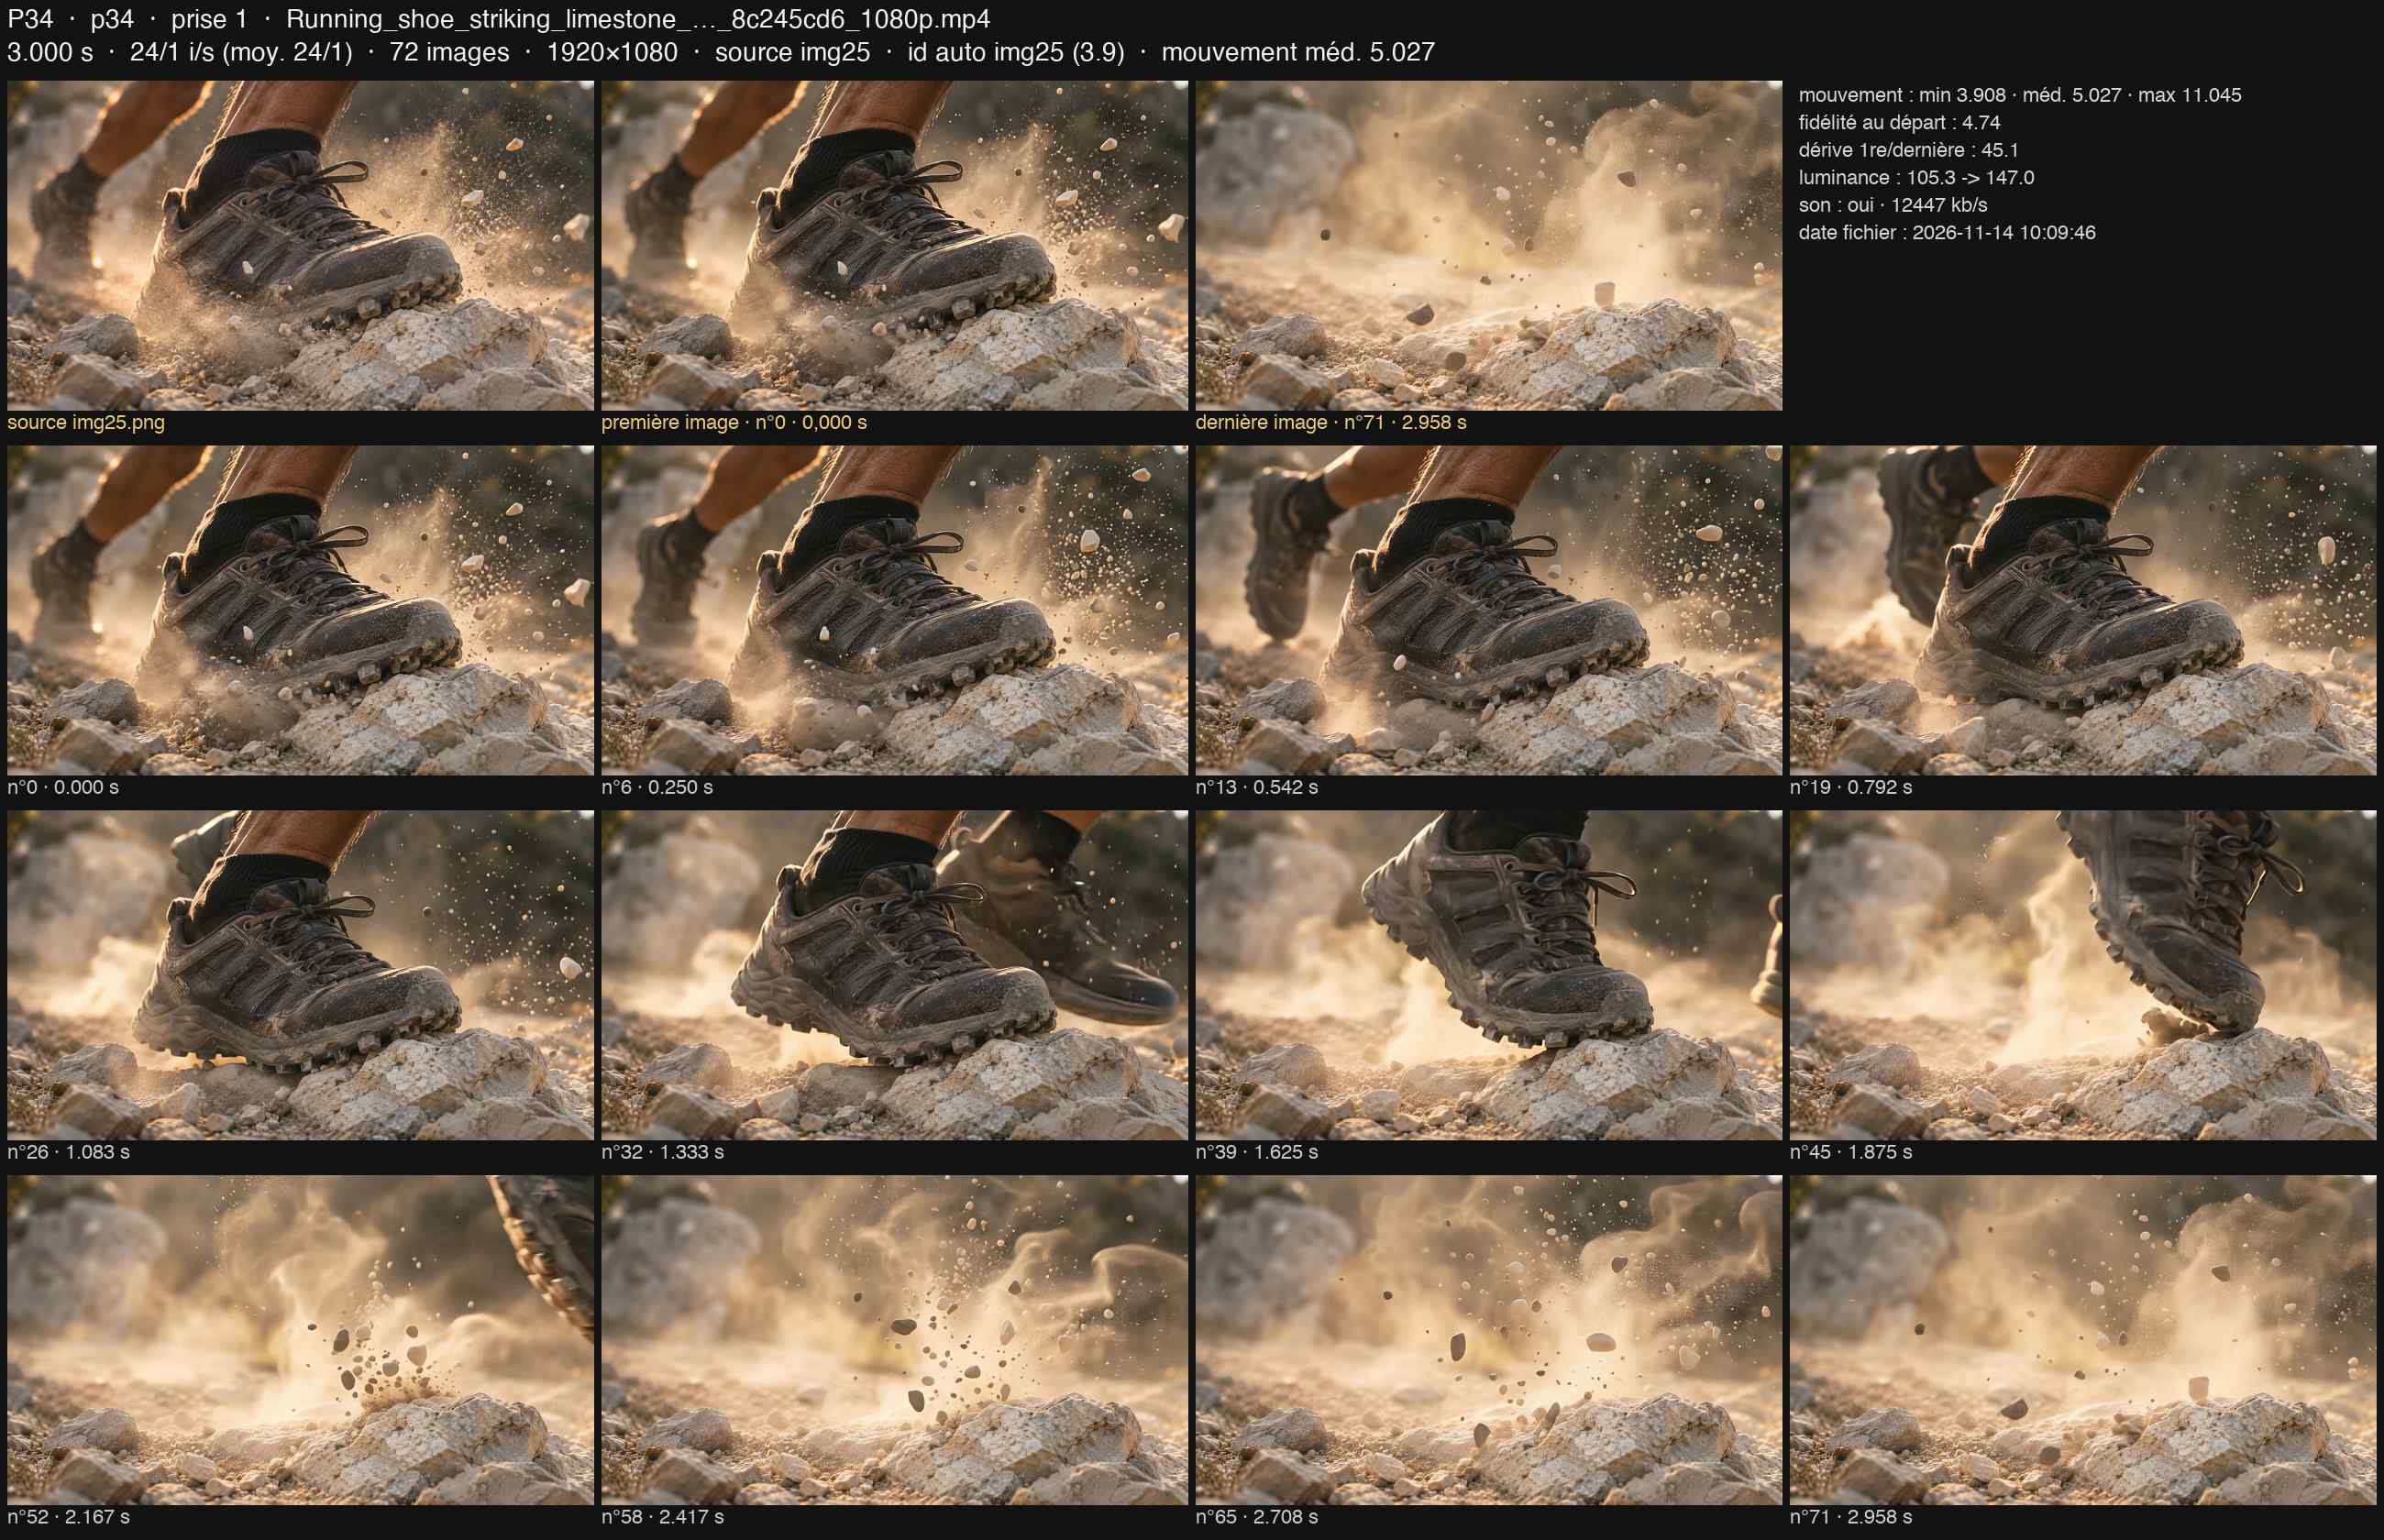 P34 · p34 · prise 1 · Running_shoe_striking_limestone_…_8c245cd6_1080p.mp4
3.000 s · 24/1 i/s (moy. 24/1) · 72 images · 1920×1080 · source img25 · id auto img25 (3.9) · mouvement méd. 5.027
mouvement : min 3.908 · méd. 5.027 · max 11.045
fidélité au départ : 4.74
dérive 1re/dernière : 45.1
luminance : 105.3 -> 147.0
son : oui · 12447 kb/s
date fichier : 2026-11-14 10:09:46
source img25.png
première image · n°0 · 0,000 s
dernière image · n°71 · 2.958 s
n°0 · 0.000 s
n°6 · 0.250 s
n°13 · 0.542 s
n°19 · 0.792 s
n°26 · 1.083 s
n°32 · 1.333 s
n°39 · 1.625 s
n°45 · 1.875 s
n°52 · 2.167 s
n°58 · 2.417 s
n°65 · 2.708 s
n°71 · 2.958 s